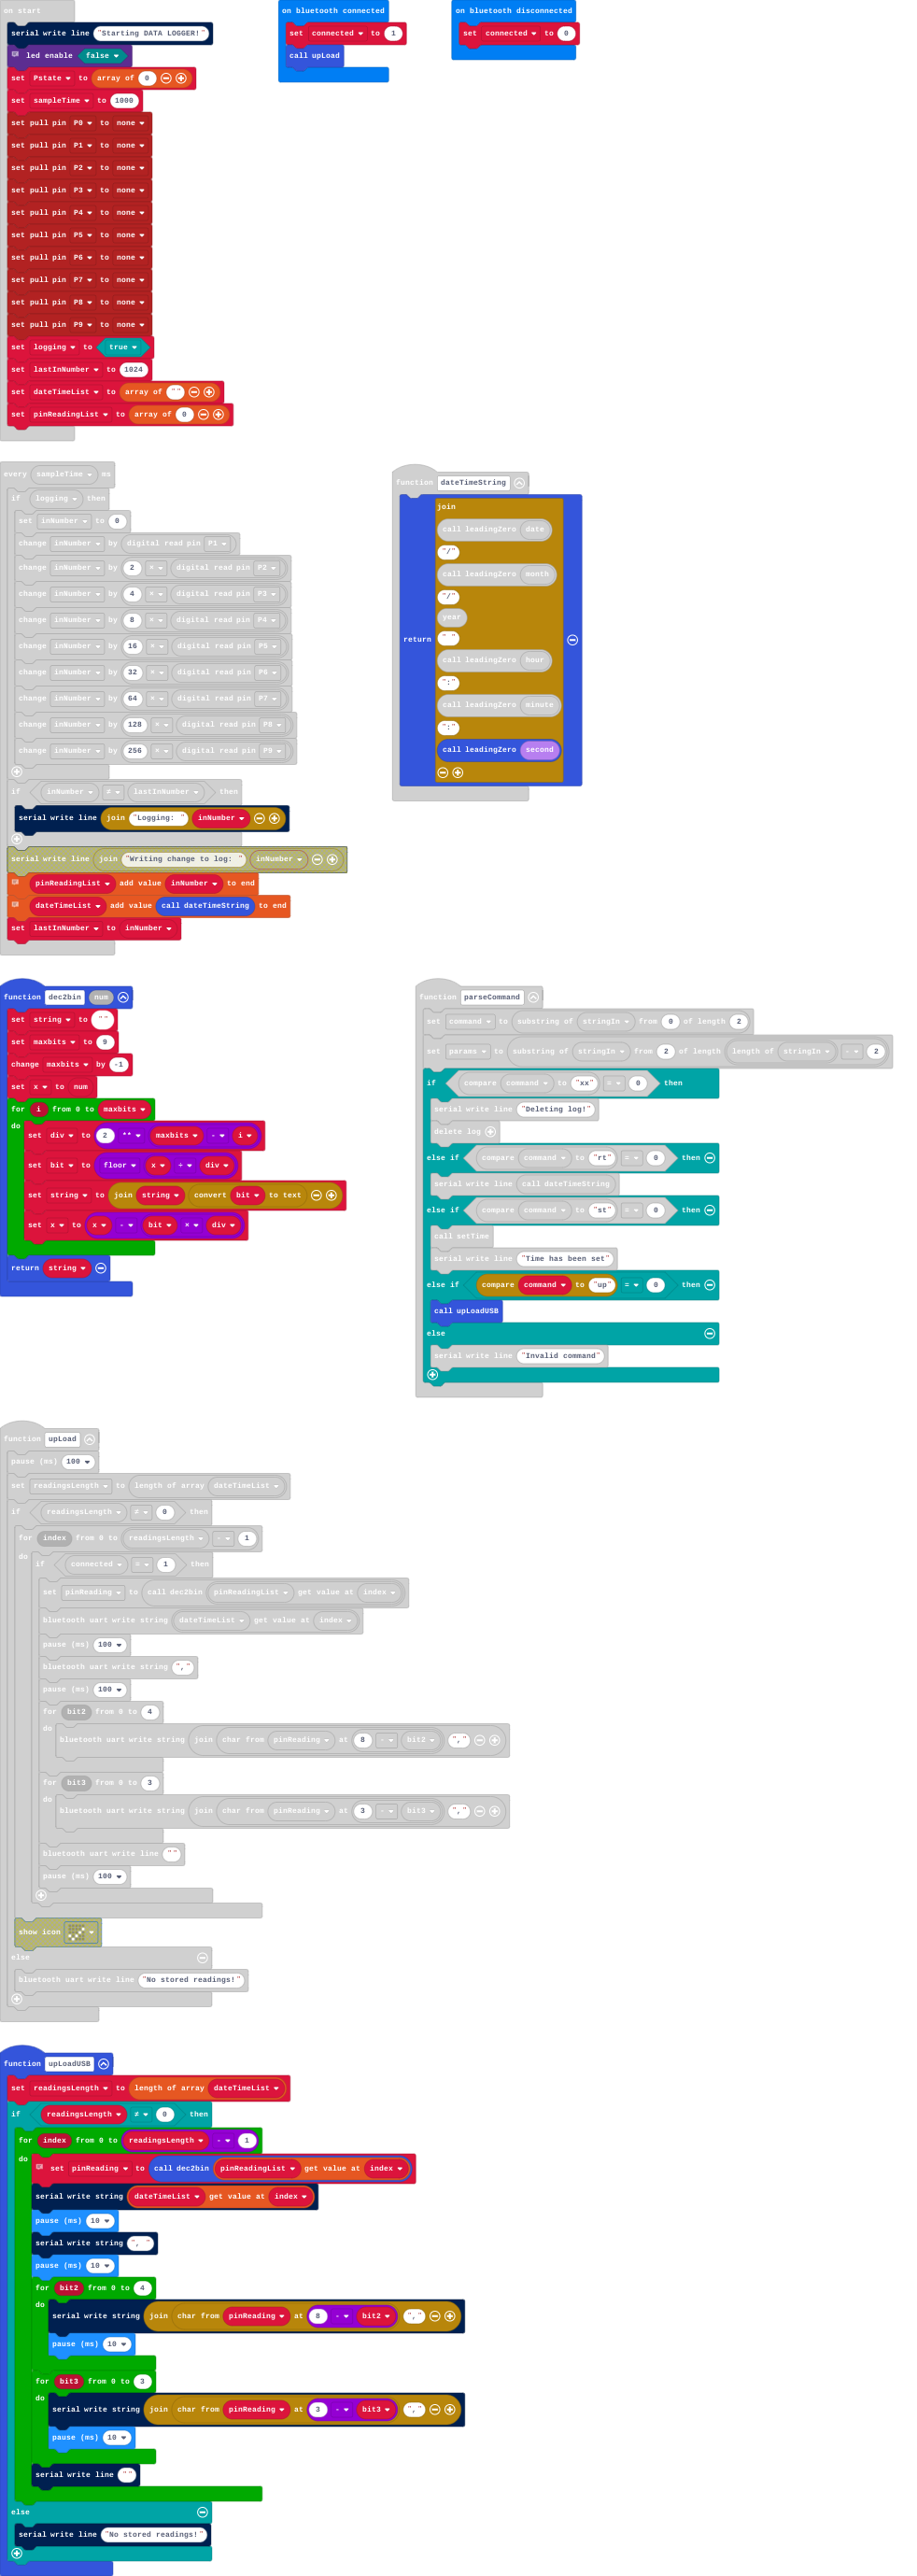 on start
serial write line "Starting DATA LOGGER!"
led enable false
set Pstate to array of 0
set sampleTime to 1000
set pull pin P0 to none
set pull pin P1 to none
set pull pin P2 to none
set pull pin P3 to none
set pull pin P4 to none
set pull pin P5 to none
set pull pin P6 to none
set pull pin P7 to none
set pull pin P8 to none
set pull pin P9 to none
set logging to true
set lastInNumber to 1024
set dateTimeList to array of ""
set pinReadingList to array of 0
on bluetooth connected
set connected to 1
call upLoad
on bluetooth disconnected
set connected to 0
every sampleTime ms
if logging then
set inNumber to 0
change inNumber by digital read pin P1
change inNumber by 2 × digital read pin P2
change inNumber by 4 × digital read pin P3
change inNumber by 8 × digital read pin P4
change inNumber by 16 × digital read pin P5
change inNumber by 32 × digital read pin P6
change inNumber by 64 × digital read pin P7
change inNumber by 128 × digital read pin P8
change inNumber by 256 × digital read pin P9
if inNumber ≠ lastInNumber then
serial write line join "Logging: " inNumber
serial write line join "Writing change to log: " inNumber
pinReadingList add value inNumber to end
dateTimeList add value call dateTimeString to end
set lastInNumber to inNumber
function dateTimeString
return join
call leadingZero date
"/"
call leadingZero month
"/"
year
" "
call leadingZero hour
":"
call leadingZero minute
":"
call leadingZero second
function dec2bin num
set string to ""
set maxbits to 9
change maxbits by -1
set x to num
for i from 0 to maxbits
do set div to 2 ** maxbits - i
set bit to floor x ÷ div
set string to join string convert bit to text
set x to x - bit × div
return string
function parseCommand
set command to substring of stringIn from 0 of length 2
set params to substring of stringIn from 2 of length length of stringIn - 2
if compare command to "xx" = 0 then
serial write line "Deleting log!"
delete log
else if compare command to "rt" = 0 then
serial write line call dateTimeString
else if compare command to "st" = 0 then
call setTime
serial write line "Time has been set"
else if compare command to "up" = 0 then
call upLoadUSB
else
serial write line "Invalid command"
function upLoad
pause (ms) 100
set readingsLength to length of array dateTimeList
if readingsLength ≠ 0 then
for index from 0 to readingsLength - 1
do if connected = 1 then
set pinReading to call dec2bin pinReadingList get value at index
bluetooth uart write string dateTimeList get value at index
pause (ms) 100
bluetooth uart write string ","
pause (ms) 100
for bit2 from 0 to 4
do bluetooth uart write string join char from pinReading at 8 - bit2 ","
for bit3 from 0 to 3
do bluetooth uart write string join char from pinReading at 3 - bit3 ","
bluetooth uart write line ""
pause (ms) 100
show icon
else
bluetooth uart write line "No stored readings!"
function upLoadUSB
set readingsLength to length of array dateTimeList
if readingsLength ≠ 0 then
for index from 0 to readingsLength - 1
do set pinReading to call dec2bin pinReadingList get value at index
serial write string dateTimeList get value at index
pause (ms) 10
serial write string ", "
pause (ms) 10
for bit2 from 0 to 4
do serial write string join char from pinReading at 8 - bit2 ","
pause (ms) 10
for bit3 from 0 to 3
do serial write string join char from pinReading at 3 - bit3 ","
pause (ms) 10
serial write line ""
else
serial write line "No stored readings!"